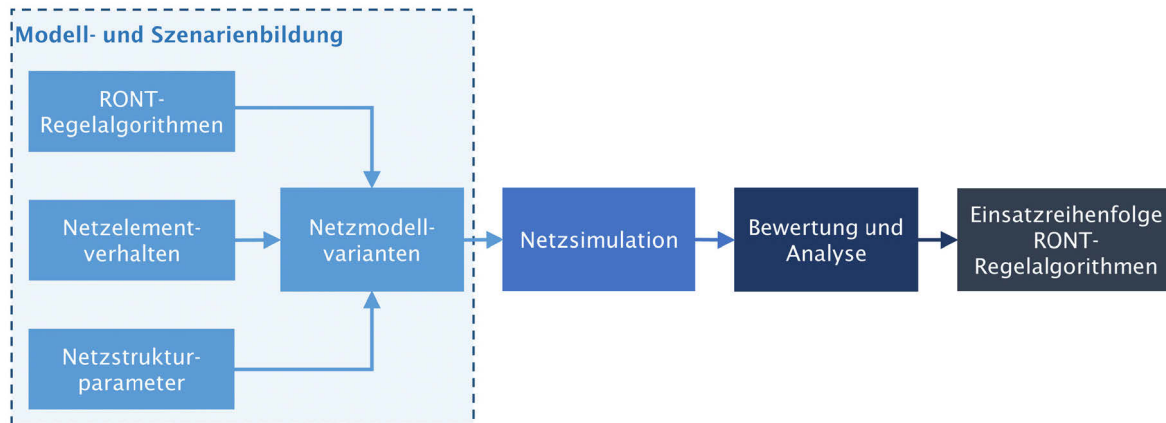 Modell- und Szenarienbildung
RONT-
Regelalgorithmen
Netzelement-
verhalten
Netzstruktur-
parameter
Netzmodell-
varianten
Netzsimulation
Bewertung und
Analyse
Einsatzreihenfolge
RONT-
Regelalgorithmen